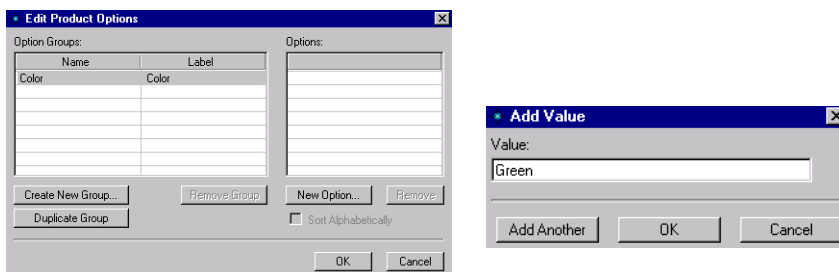 Edit Product Options
Option Groups:
Options:
Name Label
Color Color
Create New Group... Remove Group New Option... Remove
Duplicate Group Sort Alphabetically
OK Cancel
Add Value
Value:
Green
Add Another OK Cancel